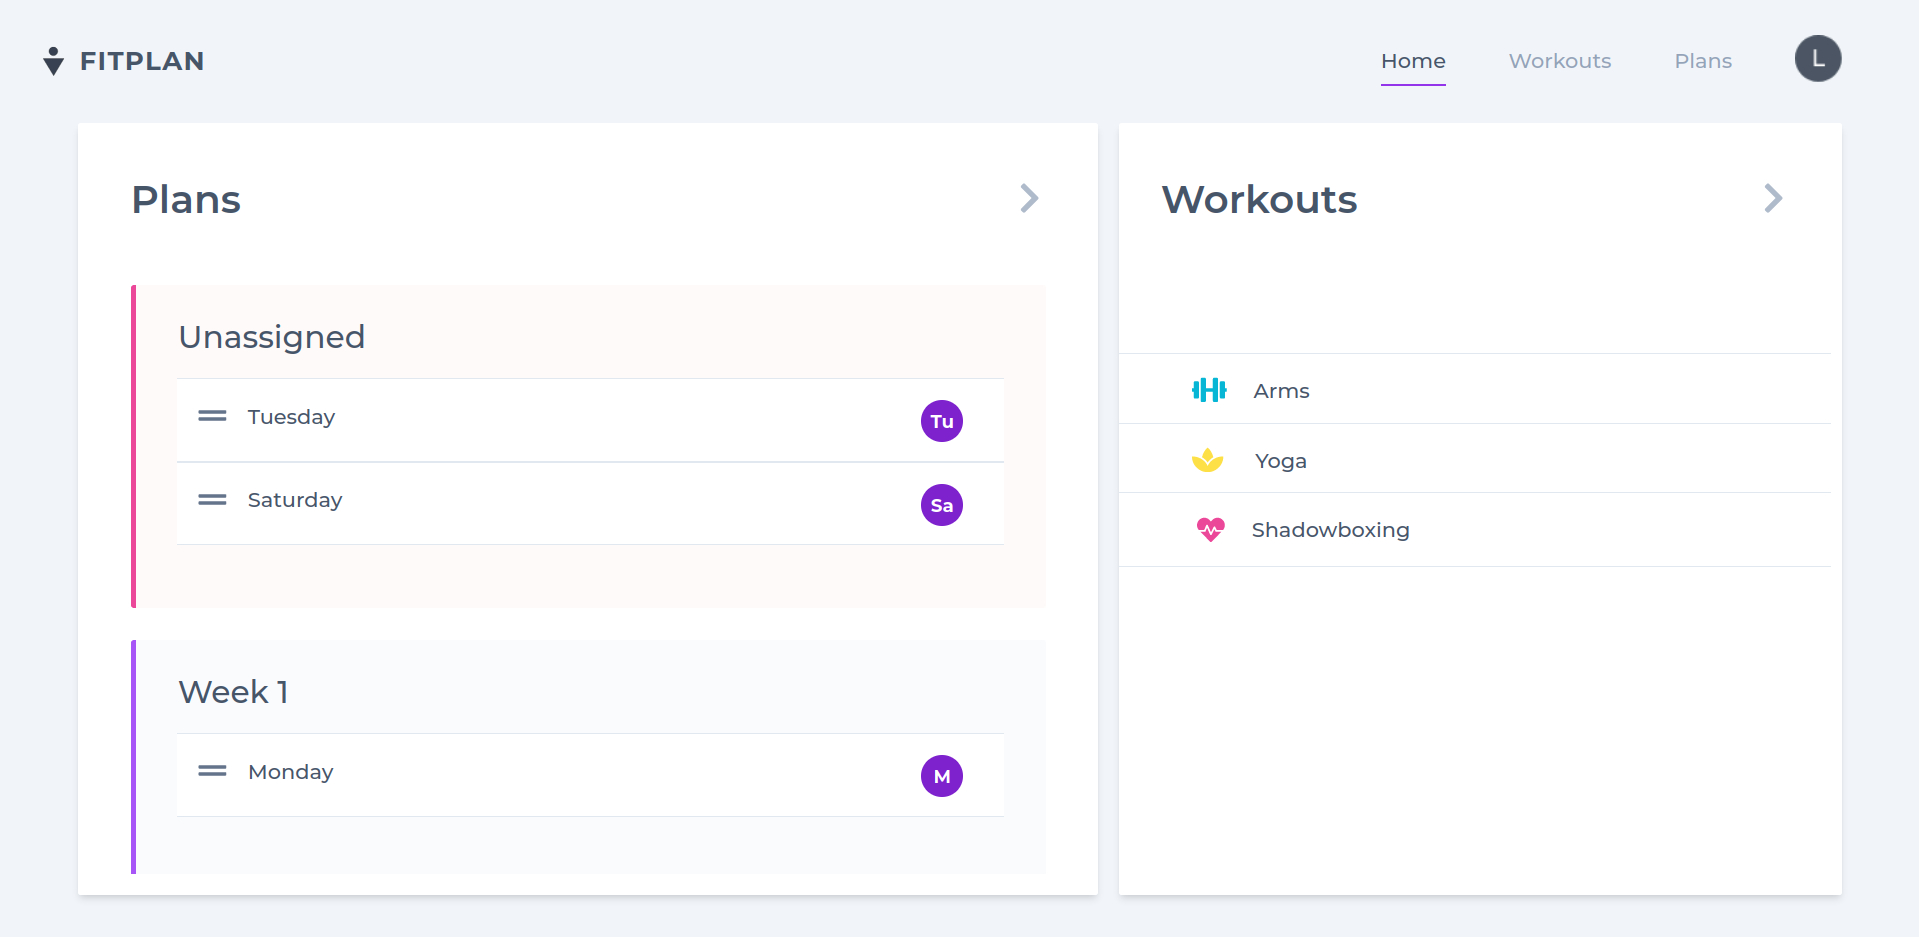 FITPLAN
Home
Workouts
Plans
L
Plans
Unassigned
Tuesday
Tu
Saturday
Sa
Week 1
Monday
M
Workouts
Arms
Yoga
Shadowboxing